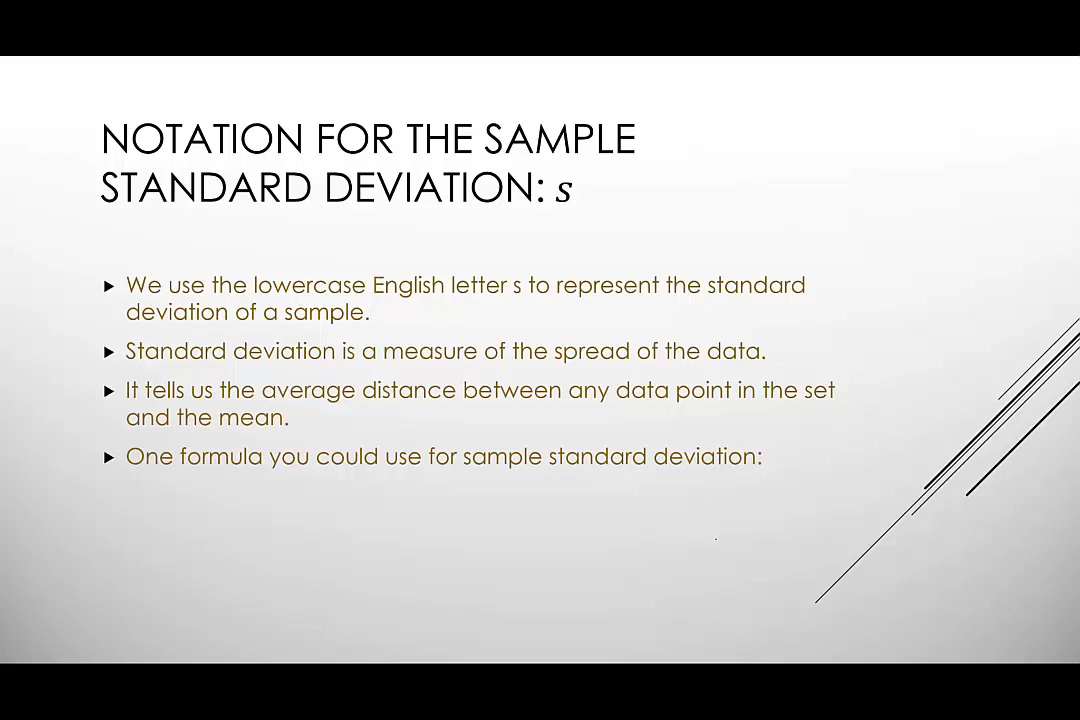 NOTATION FOR THE SAMPLE
STANDARD DEVIATION: s
We use the lowercase English letter s to represent the standard
deviation of a sample.
Standard deviation is a measure of the spread of the data.
It tells us the average distance between any data point in the set
and the mean.
One formula you could use for sample standard deviation: